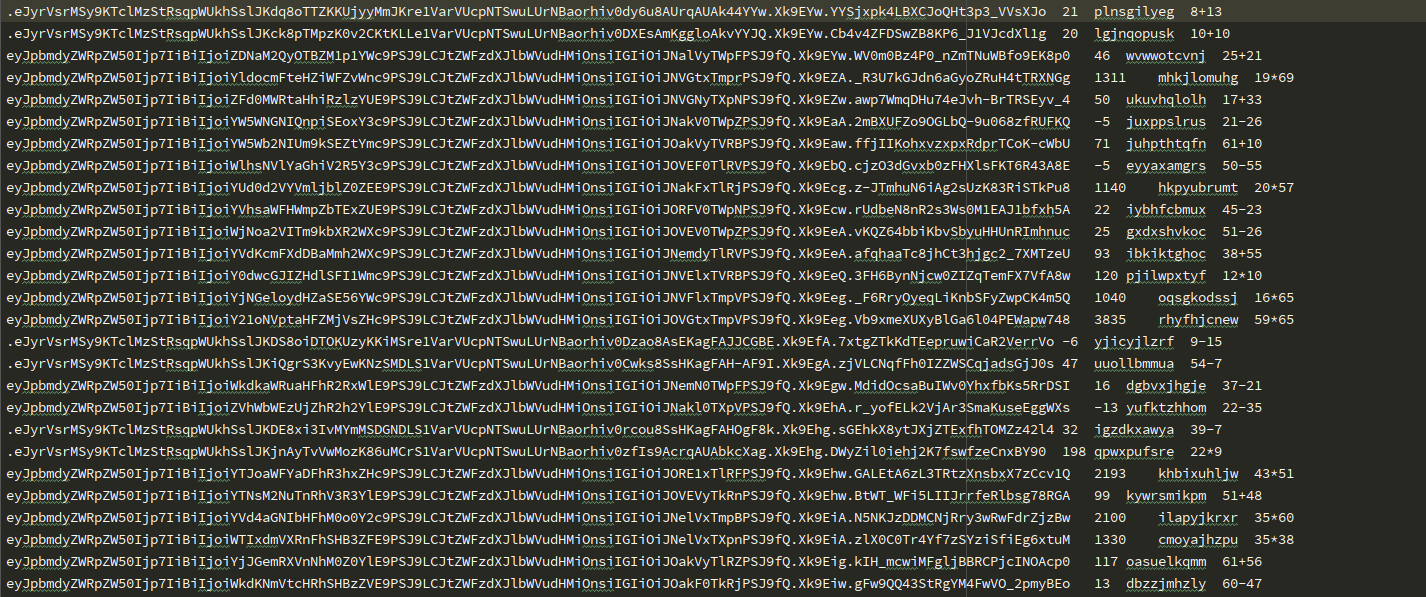 .eJyrVsrMSy9KTclMzStRsqpWUkhSslJKdq8oTTZKKUjyyMmJKre1VarVUcpNTSwuLUrNBaorhiv0dy6u8AUrqAUAk44YYw.Xk9EYw.YYSjxpk4LBXCJoQHt3p3_VVsXJo 21 plnsgilyeg 8+13
.eJyrVsrMSy9KTclMzStRsqpWUkhSslJKck8pTMpzK0v2CKtKLLe1VarVUcpNTSwuLUrNBaorhiv0DXEsAmKggloAkvYYJQ.Xk9EYw.Cb4v4ZFDSwZB8KP6_J1VJcdXl1g 20 lgjnqopusk 10+10
eyJpbmdyZWRpZW50Ijp7IiBiIjoiZDNaM2QyOTBZM1p1YWc9PSJ9LCJtZWFzdXJlbWVudHMiOnsiIGIiOiJNalVyTWpFPSJ9fQ.Xk9EYw.WV0m0Bz4P0_nZmTNuWBfo9EK8p0 46 wvwwotcvnj 25+21
eyJpbmdyZWRpZW50Ijp7IiBiIjoiYldocmFteHZiWFZvWnc9PSJ9LCJtZWFzdXJlbWVudHMiOnsiIGIiOiJNVGtxTmprPSJ9fQ.Xk9EZA._R3U7kGJdn6aGyoZRuH4tTRXNGg 1311 mhkjlomuhg 19*69
eyJpbmdyZWRpZW50Ijp7IiBiIjoiZFd0MWRtaHhiRzlzYUE9PSJ9LCJtZWFzdXJlbWVudHMiOnsiIGIiOiJNVGNyTXpNPSJ9fQ.Xk9EZw.awp7WmqDHu74eJvh-BrTRSEyv_4 50 ukuvhqlolh 17+33
eyJpbmdyZWRpZW50Ijp7IiBiIjoiYW5WNGNIQnpiSEoxY3c9PSJ9LCJtZWFzdXJlbWVudHMiOnsiIGIiOiJNakV0TWpZPSJ9fQ.Xk9EaA.2mBXUFZo9OGLbQ-9u068zfRUFKQ -5 juxppslrus 21-26
eyJpbmdyZWRpZW50Ijp7IiBiIjoiYW5Wb2NIUm9kSEZtYmc9PSJ9LCJtZWFzdXJlbWVudHMiOnsiIGIiOiJOakVyTVRBPSJ9fQ.Xk9Eaw.ffjIIKohxvzxpxRdprTCoK-cWbU 71 juhpthtqfn 61+10
eyJpbmdyZWRpZW50Ijp7IiBiIjoiWlhsNVlYaGhiV2R5Y3c9PSJ9LCJtZWFzdXJlbWVudHMiOnsiIGIiOiJOVEF0TlRVPSJ9fQ.Xk9EbQ.cjzO3dGvxb0zFHXlsFKT6R43A8E -5 eyyaxamgrs 50-55
eyJpbmdyZWRpZW50Ijp7IiBiIjoiYUd0d2VYVmljblZ0ZEE9PSJ9LCJtZWFzdXJlbWVudHMiOnsiIGIiOiJNakFxTlRjPSJ9fQ.Xk9Ecg.z-JTmhuN6iAg2sUzK83RiSTkPu8 1140 hkpyubrumt 20*57
eyJpbmdyZWRpZW50Ijp7IiBiIjoiYVhsaWFHWmpZbTExZUE9PSJ9LCJtZWFzdXJlbWVudHMiOnsiIGIiOiJORFV0TWpNPSJ9fQ.Xk9Ecw.rUdbeN8nR2s3Ws0M1EAJ1bfxh5A 22 iybhfcbmux 45-23
eyJpbmdyZWRpZW50Ijp7IiBiIjoiWjNoa2VITm9kbXR2WXc9PSJ9LCJtZWFzdXJlbWVudHMiOnsiIGIiOiJOVEV0TWpZPSJ9fQ.Xk9EeA.vKQZ64bbiKbvSbyuHHUnRImhnuc 25 gxdxshvkoc 51-26
eyJpbmdyZWRpZW50Ijp7IiBiIjoiYVdKcmFXdDBaMmh2WXc9PSJ9LCJtZWFzdXJlbWVudHMiOnsiIGIiOiJNemdyTlRVPSJ9fQ.Xk9EeA.afqhaaTc8jhCt3hjgc2_7XMTzeU 93 ibkiktghoc 38+55
eyJpbmdyZWRpZW50Ijp7IiBiIjoiY0dwcGJIZHdlSFI1Wmc9PSJ9LCJtZWFzdXJlbWVudHMiOnsiIGIiOiJNVElxTVRBPSJ9fQ.Xk9EeQ.3FH6BynNjcw0ZIZqTemFX7VfA8w 120 pjilwpxtyf 12*10
eyJpbmdyZWRpZW50Ijp7IiBiIjoiYjNGeloydHZaSE56YWc9PSJ9LCJtZWFzdXJlbWVudHMiOnsiIGIiOiJNVFlxTmpVPSJ9fQ.Xk9Eeg._F6RryOyeqLiKnbSFyZwpCK4m5Q 1040 oqsgkodssj 16*65
eyJpbmdyZWRpZW50Ijp7IiBiIjoiY21oNVptaHFZMjVsZHc9PSJ9LCJtZWFzdXJlbWVudHMiOnsiIGIiOiJOVGtxTmpVPSJ9fQ.Xk9Eeg.Vb9xmeXUXyBlGa6l04PEWapw748 3835 rhyfhjcnew 59*65
.eJyrVsrMSy9KTclMzStRsqpWUkhSslJKDS8oiDTOKUzyKKiMSre1VarVUcpNTSwuLUrNBaorhiv0Dzao8AsEKagFAJJCGBE.Xk9EfA.7xtgZTkKdTEepruwiCaR2VerrVo -6 yjicyjlzrf 9-15
.eJyrVsrMSy9KTclMzStRsqpWUkhSslJKiQgrS3KvyEwKNzSMDLS1VarVUcpNTSwuLUrNBaorhiv0Cwks8SsHKagFAH-AF9I.Xk9EgA.zjVLCNqfFh0IZZWSCqjadsGjJ0s 47 uuollbmmua 54-7
eyJpbmdyZWRpZW50Ijp7IiBiIjoiWkdkaWRuaHFhR2RxWlE9PSJ9LCJtZWFzdXJlbWVudHMiOnsiIGIiOiJNemN0TWpFPSJ9fQ.Xk9Egw.MdidOcsaBuIWv0YhxfbKs5RrDSI 16 dgbvxjhgje 37-21
eyJpbmdyZWRpZW50Ijp7IiBiIjoiZVhWbWEzUjZhR2h2YlE9PSJ9LCJtZWFzdXJlbWVudHMiOnsiIGIiOiJNakl0TXpVPSJ9fQ.Xk9EhA.r_yofELk2VjAr3SmaKuseEggWXs -13 yufktzhhom 22-35
.eJyrVsrMSy9KTclMzStRsqpWUkhSslJKDE8xi3IvMYmMSDGNDLS1VarVUcpNTSwuLUrNBaorhiv0rcou8SsHKagFAHOgF8k.Xk9Ehg.sGEhkX8ytJXjZTExfhTOMZz42l4 32 jgzdkxawya 39-7
.eJyrVsrMSy9KTclMzStRsqpWUkhSslJKjnAyTvVwMozK86uMCrS1VarVUcpNTSwuLUrNBaorhiv0zfIs9AcrqAUAbkcXag.Xk9Ehg.DWyZil0iehj2K7fswfzeCnxBY90 198 qpwxpufsre 22*9
eyJpbmdyZWRpZW50Ijp7IiBiIjoiYTJoaWFYaDFhR3hxZHc9PSJ9LCJtZWFzdXJlbWVudHMiOnsiIGIiOiJORE1xTlRFPSJ9fQ.Xk9Ehw.GALEtA6zL3TRtzXnsbxX7zCcv1Q 2193 khbixuhljw 43*51
eyJpbmdyZWRpZW50Ijp7IiBiIjoiYTNsM2NuTnRhV3R3YlE9PSJ9LCJtZWFzdXJlbWVudHMiOnsiIGIiOiJOVEVyTkRnPSJ9fQ.Xk9Ehw.BtWT_WFi5LIIJrrfeRlbsg78RGA 99 kywrsmikpm 51+48
eyJpbmdyZWRpZW50Ijp7IiBiIjoiYVd4aGNIbHFhM0o0Y2c9PSJ9LCJtZWFzdXJlbWVudHMiOnsiIGIiOiJNelVxTmpBPSJ9fQ.Xk9EiA.N5NKJzDDMCNjRry3wRwFdrZjzBw 2100 ilapyjkrxr 35*60
eyJpbmdyZWRpZW50Ijp7IiBiIjoiWTIxdmVXRnFhSHB3ZFE9PSJ9LCJtZWFzdXJlbWVudHMiOnsiIGIiOiJNelVxTXpnPSJ9fQ.Xk9EiA.zlX0C0Tr4Yf7zSYziSfiEg6xtuM 1330 cmoyajhzpu 35*38
eyJpbmdyZWRpZW50Ijp7IiBiIjoiYjJGemRXVnNhM0Z0YlE9PSJ9LCJtZWFzdXJlbWVudHMiOnsiIGIiOiJOakVyTlRZPSJ9fQ.Xk9Eig.kIH_mcwiMFgljBBRCPjcINOAcp0 117 oasuelkqmm 61+56
eyJpbmdyZWRpZW50Ijp7IiBiIjoiWkdKNmVtcHRhSHBzZVE9PSJ9LCJtZWFzdXJlbWVudHMiOnsiIGIiOiJOakF0TkRjPSJ9fQ.Xk9Eiw.gFw9QQ43StRgYM4FwVO_2pmyBEo 13 dbzzjmhzly 60-47